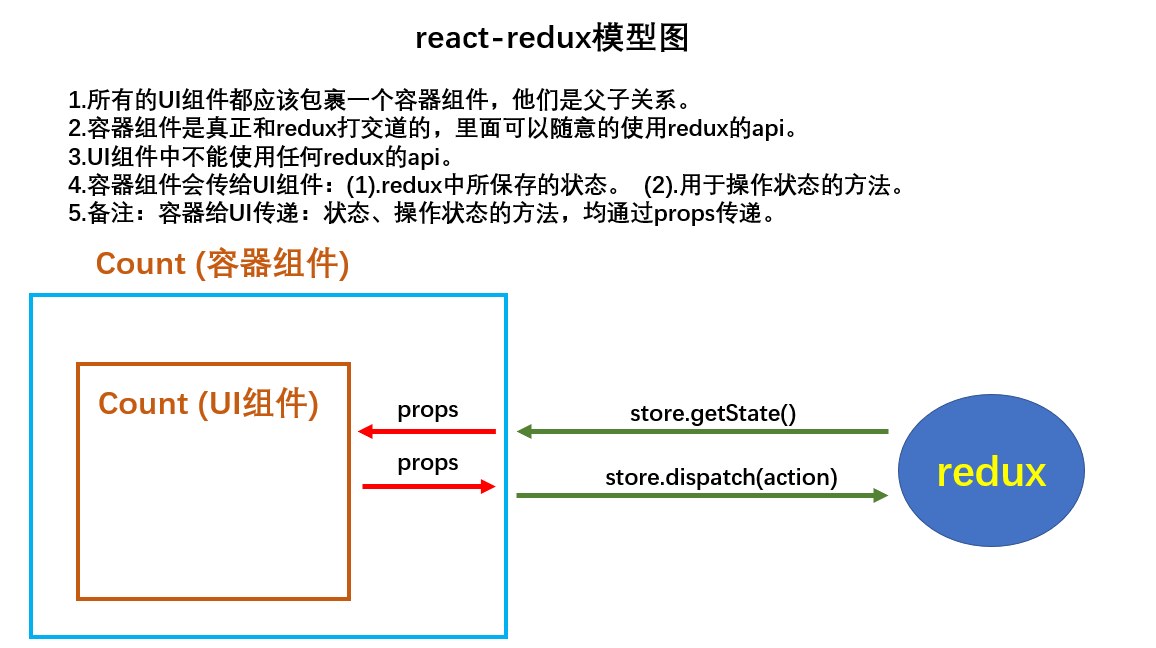 react-redux模型图
1.所有的UI组件都应该包裹一个容器组件，他们是父子关系。
2.容器组件是真正和redux打交道的，里面可以随意的使用redux的api。
3.UI组件中不能使用任何redux的api。
4.容器组件会传给UI组件：(1).redux中所保存的状态。 (2).用于操作状态的方法。
5.备注：容器给UI传递：状态、操作状态的方法，均通过props传递。
Count (容器组件)
Count (UI组件)
props
store.getState()
props
store.dispatch(action)
redux